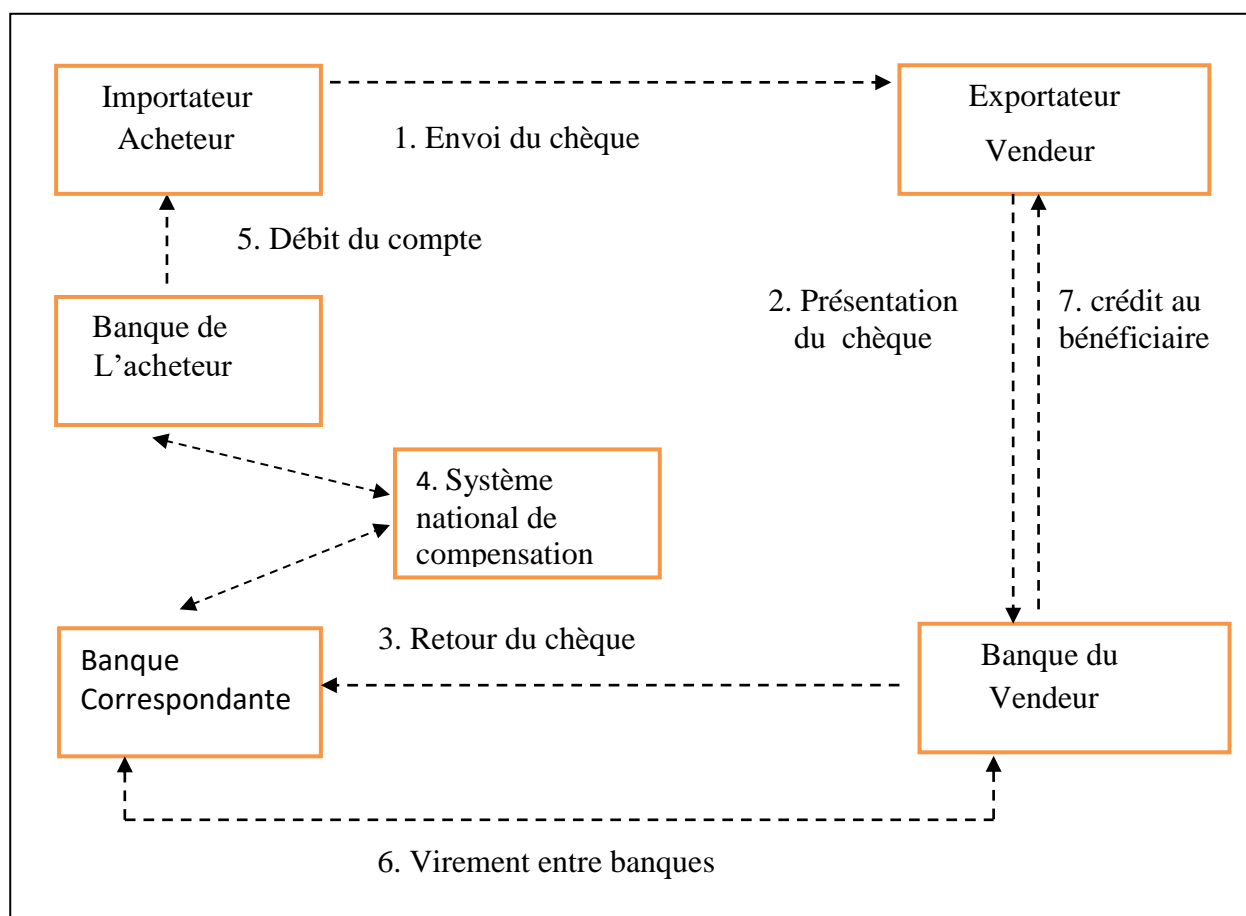 Importateur
Acheteur
Exportateur
Vendeur
1. Envoi du chèque
5. Débit du compte
2. Présentation
du chèque
7. crédit au
bénéficiaire
Banque de
L’acheteur
4. Système
national de
compensation
3. Retour du chèque
Banque
Correspondante
Banque du
Vendeur
6. Virement entre banques